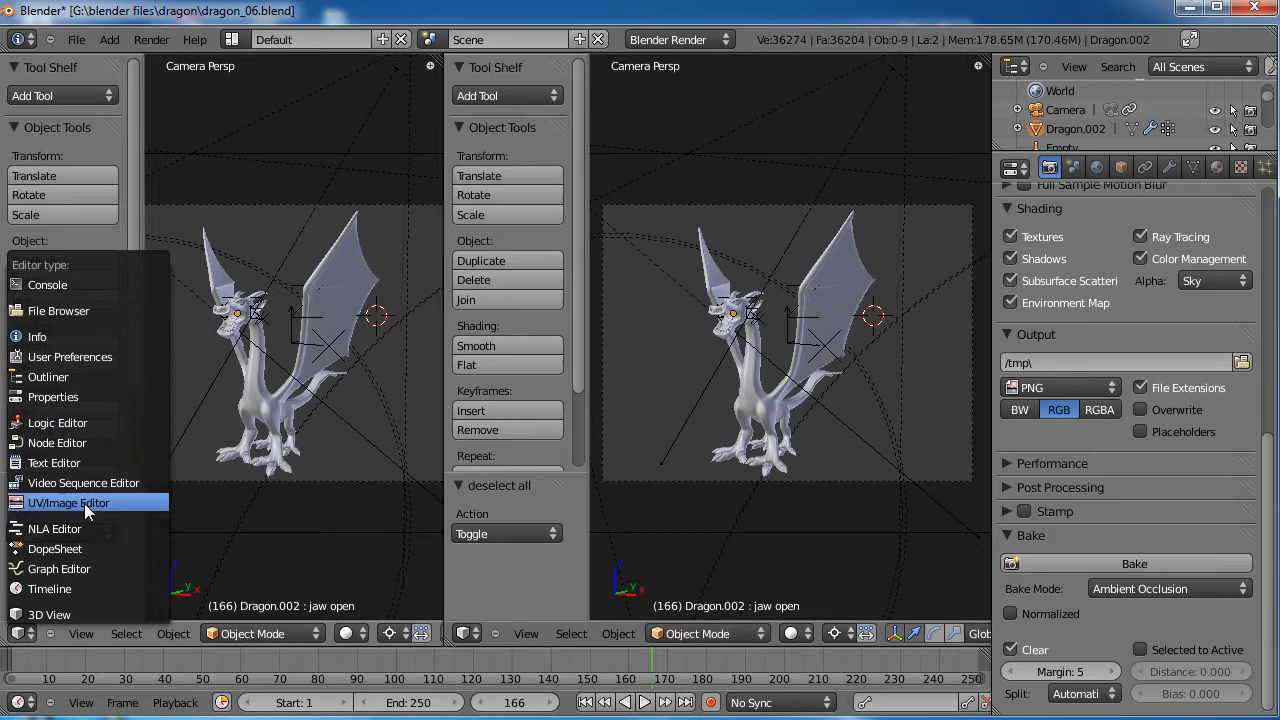 Blender* [G:\blender files\dragon\dragon_06.blend]
File Add Render Help Default Scene Blender Render Ve:36274 | Fa:36204 | Ob:0-9 | La:2 | Mem:178.65M (170.46M) | Dragon.002
Tool Shelf
Add Tool
Object Tools
Transform:
Translate
Rotate
Scale
Object:
Editor type:
Console
File Browser
Info
User Preferences
Outliner
Properties
Logic Editor
Node Editor
Text Editor
Video Sequence Editor
UV/Image Editor
NLA Editor
DopeSheet
Graph Editor
Timeline
3D View
Camera Persp
(166) Dragon.002 : jaw open
View Select Object Object Mode
Tool Shelf
Add Tool
Object Tools
Transform:
Translate
Rotate
Scale
Object:
Duplicate
Delete
Join
Shading:
Smooth
Flat
Keyframes:
Insert
Remove
Repeat:
deselect all
Action
Toggle
Camera Persp
(166) Dragon.002 : jaw open
View Select Object Object Mode Glob
View Search All Scenes
World
Camera
Dragon.002
Empty
Full Sample Motion Blur
Shading
Textures Ray Tracing
Shadows Color Management
Subsurface Scatteri Alpha: Sky
Environment Map
Output
/tmp\
PNG File Extensions
BW RGB RGBA Overwrite
Placeholders
Performance
Post Processing
Stamp
Bake
Bake
Bake Mode: Ambient Occlusion
Normalized
Clear Selected to Active
Margin: 5 Distance: 0.000
Split: Automati Bias: 0.000
10 20 30 40 50 60 70 80 90 100 110 120 130 140 150 160 170 180 190 200 210 220 230 240 250
View Frame Playback Start: 1 End: 250 166 No Sync